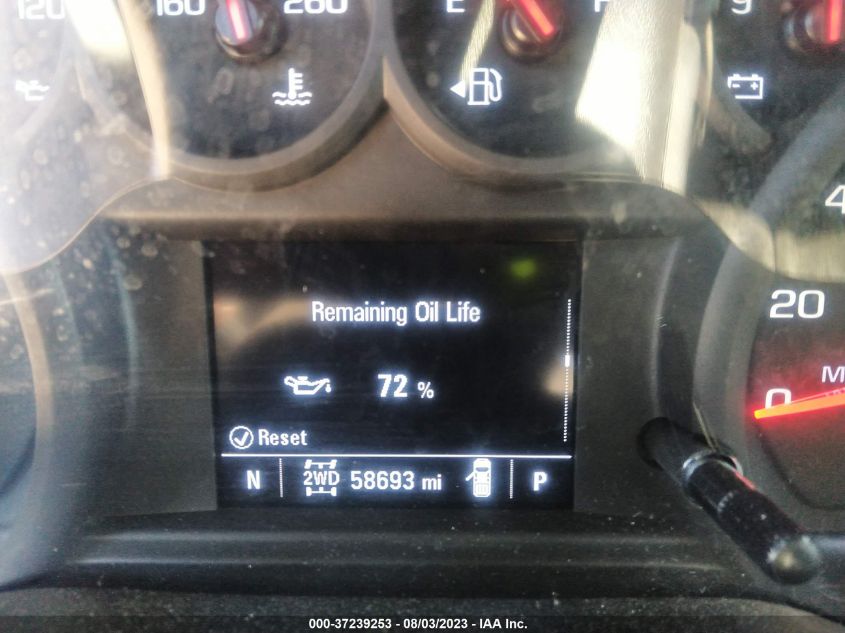 120 160 260 E F 9
4
20
Remaining Oil Life
72 %
0
Reset
N 2WD 58693 mi P
000-37239253 - 08/03/2023 - IAA Inc.